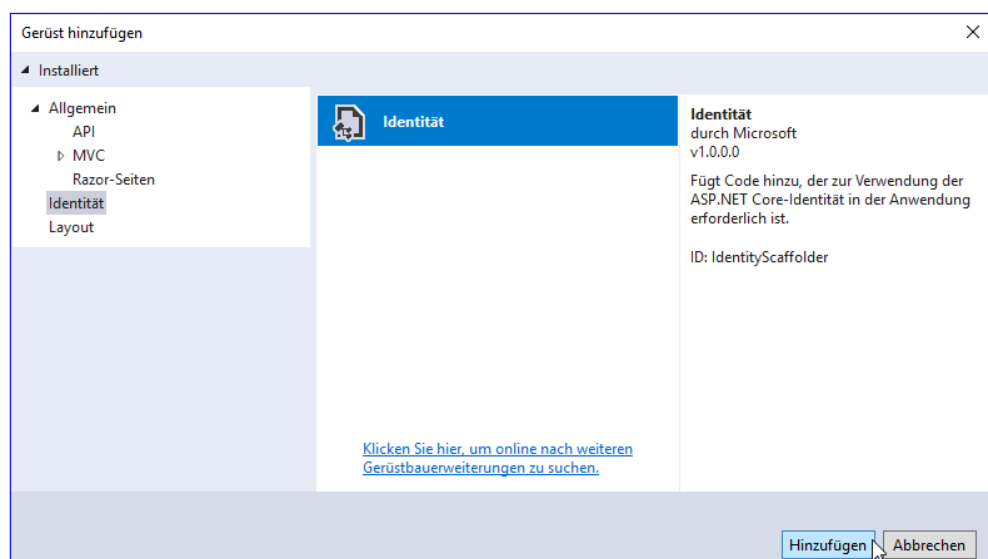 Gerüst hinzufügen
Installiert
Allgemein
API
MVC
Razor-Seiten
Identität
Layout
Identität
Klicken Sie hier, um online nach weiteren
Gerüstbauerweiterungen zu suchen.
Identität
durch Microsoft
v1.0.0.0
Fügt Code hinzu, der zur Verwendung der
ASP.NET Core-Identität in der Anwendung
erforderlich ist.
ID: IdentityScaffolder
Hinzufügen
Abbrechen